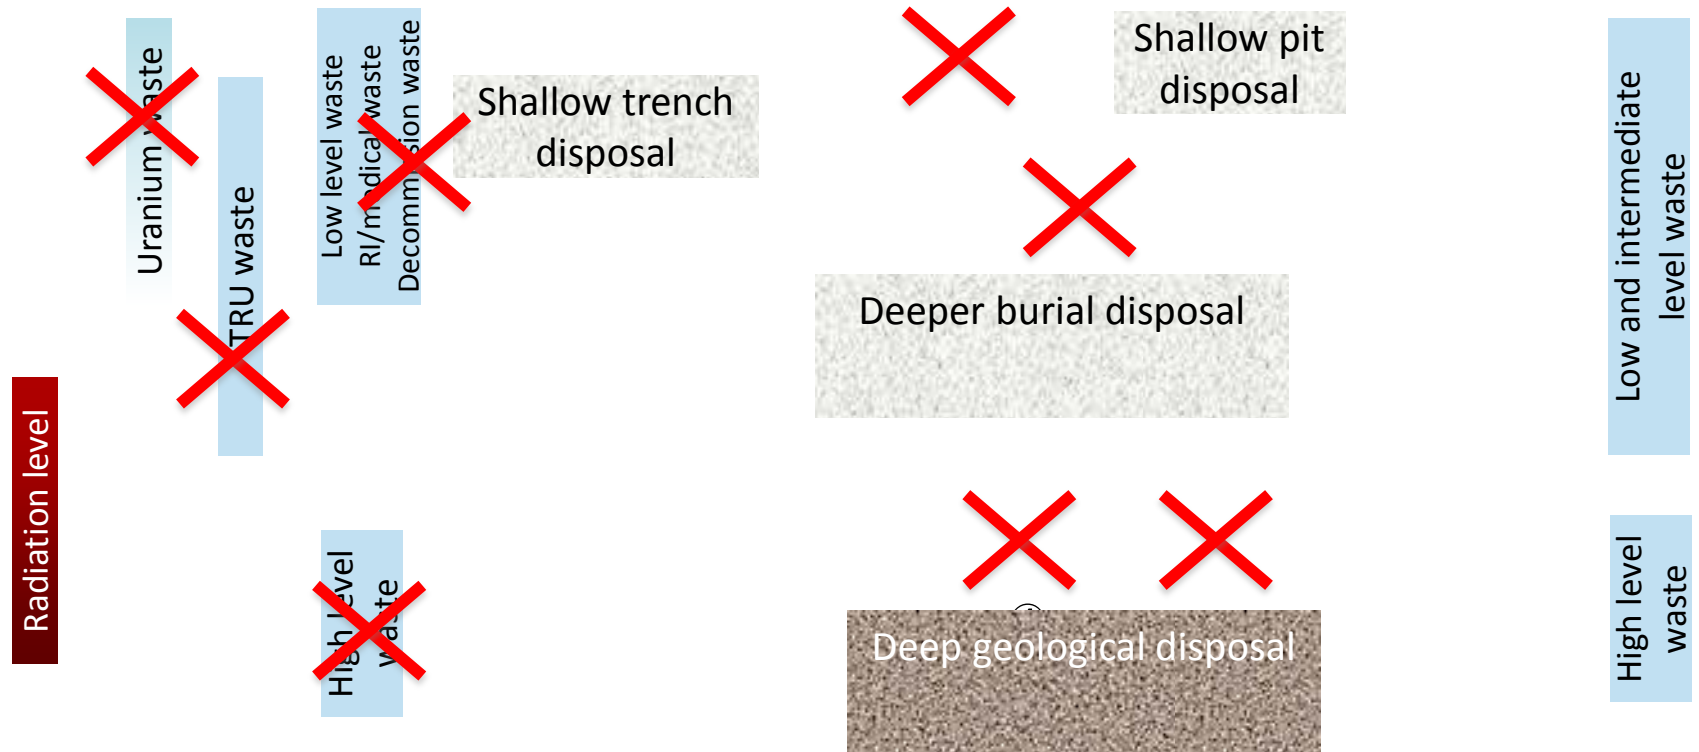 Uranium waste
TRU waste
Low level waste
RI/medical waste
Decommission waste
Shallow trench
disposal
Shallow pit
disposal
Deeper burial disposal
Low and intermediate
level waste
Radiation level
High level
waste
Deep geological disposal
High level
waste